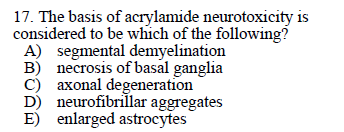 17. The basis of acrylamide neurotoxicity is
considered to be which of the following?
A) segmental demyelination
B) necrosis of basal ganglia
C) axonal degeneration
D) neurofibrillar aggregates
E) enlarged astrocytes